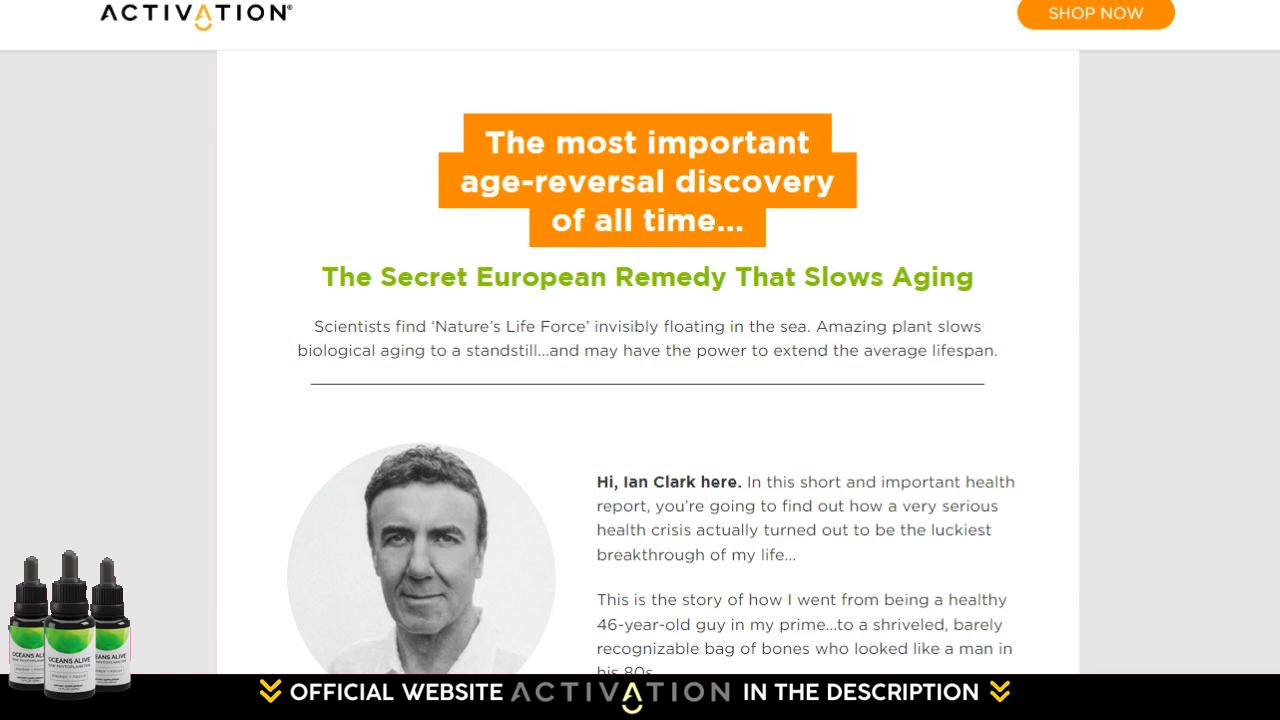 ACTIVATION®
SHOP NOW
The most important
age-reversal discovery
of all time...
The Secret European Remedy That Slows Aging
Scientists find ‘Nature’s Life Force’ invisibly floating in the sea. Amazing plant slows
biological aging to a standstill...and may have the power to extend the average lifespan.
Hi, Ian Clark here. In this short and important health
report, you’re going to find out how a very serious
health crisis actually turned out to be the luckiest
breakthrough of my life...
This is the story of how I went from being a healthy
46-year-old guy in my prime...to a shriveled, barely
recognizable bag of bones who looked like a man in
his 80s
OCEANS ALIVE
OFFICIAL WEBSITE ACTIVATION IN THE DESCRIPTION